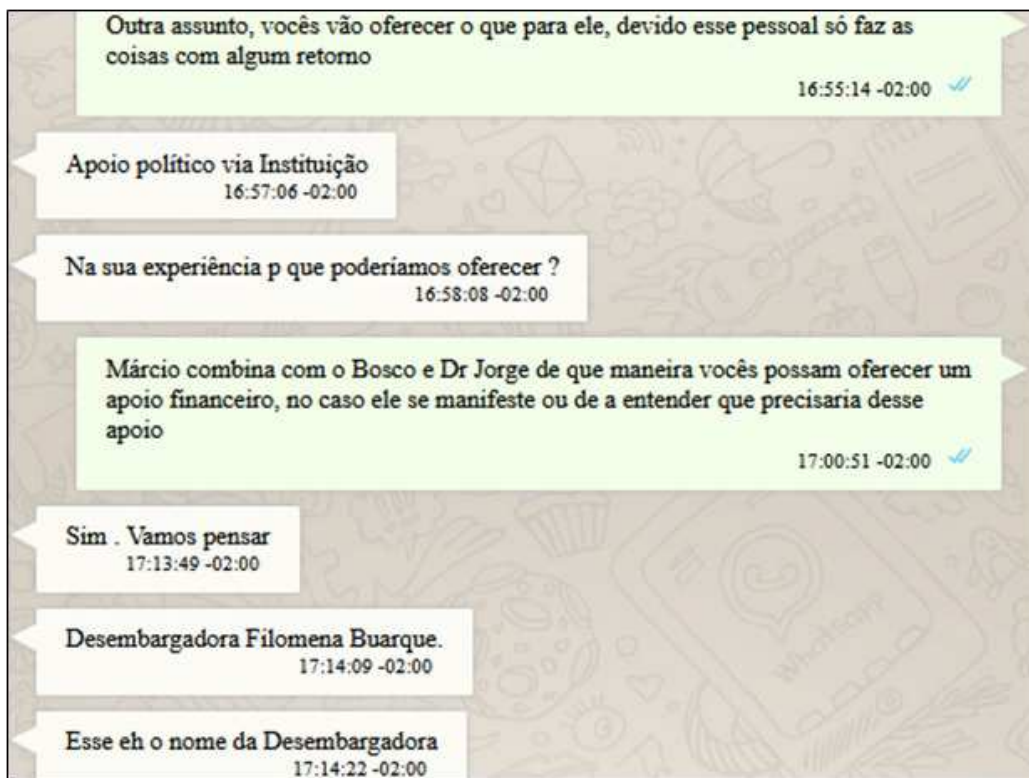 Outra assunto, vocês vão oferecer o que para ele, devido esse pessoal só faz as
coisas com algum retorno
16:55:14 -02:00
Apoio político via Instituição
16:57:06 -02:00
Na sua experiência p que poderíamos oferecer ?
16:58:08 -02:00
Márcio combina com o Bosco e Dr Jorge de que maneira vocês possam oferecer um
apoio financeiro, no caso ele se manifeste ou de a entender que precisaria desse
apoio
17:00:51 -02:00
Sim . Vamos pensar
17:13:49 -02:00
Desembargadora Filomena Buarque.
17:14:09 -02:00
Esse eh o nome da Desembargadora
17:14:22 -02:00
WhatsApp